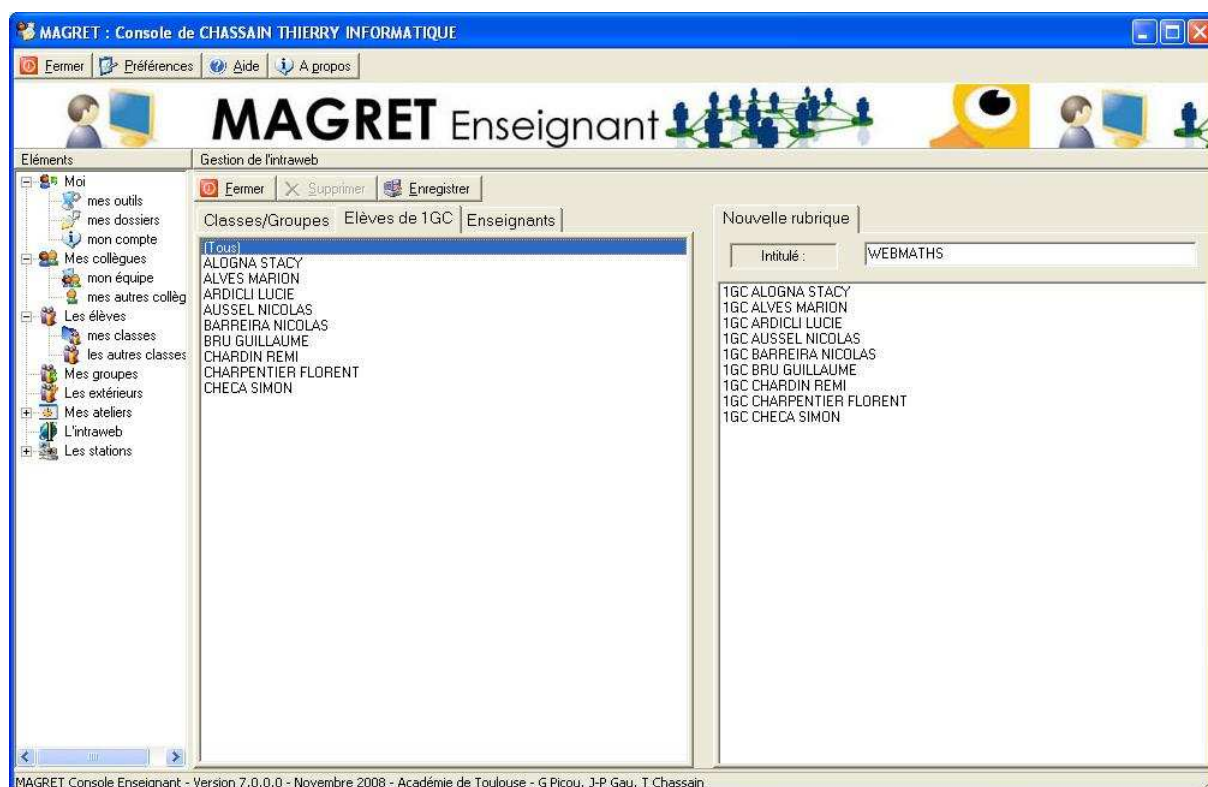 MAGRET : Console de CHASSAIN THIERRY INFORMATIQUE
Fermer Préférences Aide A propos
MAGRET Enseignant
Eléments
Gestion de l'intraweb
Moi
mes outils
mes dossiers
mon compte
Mes collègues
mon équipe
mes autres collèg
Les élèves
mes classes
les autres classes
Mes groupes
Les extérieurs
Mes ateliers
L'intraweb
Les stations
Fermer Supprimer Enregistrer
Classes/Groupes Elèves de 1GC Enseignants
(Tous)
ALOGNA STACY
ALVES MARION
ARDICLI LUCIE
AUSSEL NICOLAS
BARREIRA NICOLAS
BRU GUILLAUME
CHARDIN REMI
CHARPENTIER FLORENT
CHECA SIMON
Nouvelle rubrique
Intitulé : WEBMATHS
1GC ALOGNA STACY
1GC ALVES MARION
1GC ARDICLI LUCIE
1GC AUSSEL NICOLAS
1GC BARREIRA NICOLAS
1GC BRU GUILLAUME
1GC CHARDIN REMI
1GC CHARPENTIER FLORENT
1GC CHECA SIMON
MAGRET Console Enseignant - Version 7.0.0.0 - Novembre 2008 - Académie de Toulouse - G Picou, J-P Gau, T Chassain